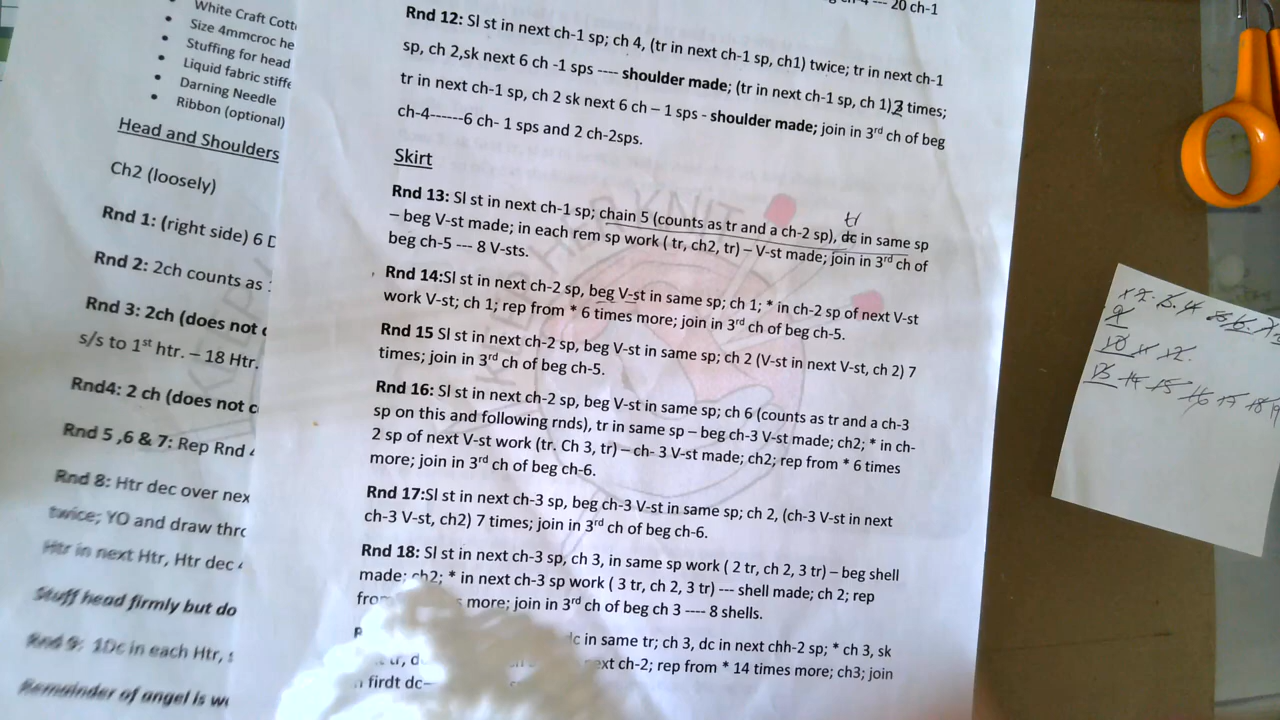 White Craft Cott
Size 4mmcroc he
Stuffing for head
Liquid fabric stiffe
Darning Needle
Ribbon (optional)
Head and Shoulders
Ch2 (loosely)
Rnd 1: (right side) 6 D
Rnd 2: 2ch counts as
Rnd 3: 2ch (does not c
s/s to 1st htr. – 18 Htr.
Rnd4: 2 ch (does not c
Rnd 5 ,6 & 7: Rep Rnd 4
Rnd 8: Htr dec over nex
twice; YO and draw thro
Htr in next Htr, Htr dec
Stuff head firmly but do
Rnd 9: 1Dc in each Htr,
Remainder of angel is w
20 ch-1
Rnd 12: Sl st in next ch-1 sp; ch 4, (tr in next ch-1 sp, ch1) twice; tr in next ch-1
sp, ch 2,sk next 6 ch -1 sps ---- shoulder made; (tr in next ch-1 sp, ch 1) 3 times;
tr in next ch-1 sp, ch 2 sk next 6 ch – 1 sps - shoulder made; join in 3rd ch of beg
ch-4------6 ch- 1 sps and 2 ch-2sps.
Skirt
tr
Rnd 13: Sl st in next ch-1 sp; chain 5 (counts as tr and a ch-2 sp), dc in same sp
– beg V-st made; in each rem sp work ( tr, ch2, tr) – V-st made; join in 3rd ch of
beg ch-5 --- 8 V-sts.
Rnd 14:Sl st in next ch-2 sp, beg V-st in same sp; ch 1; * in ch-2 sp of next V-st
work V-st; ch 1; rep from * 6 times more; join in 3rd ch of beg ch-5.
Rnd 15 Sl st in next ch-2 sp, beg V-st in same sp; ch 2 (V-st in next V-st, ch 2) 7
times; join in 3rd ch of beg ch-5.
Rnd 16: Sl st in next ch-2 sp, beg V-st in same sp; ch 6 (counts as tr and a ch-3
sp on this and following rnds), tr in same sp – beg ch-3 V-st made; ch2; * in ch-
2 sp of next V-st work (tr. Ch 3, tr) – ch- 3 V-st made; ch2; rep from * 6 times
more; join in 3rd ch of beg ch-6.
Rnd 17:Sl st in next ch-3 sp, beg ch-3 V-st in same sp; ch 2, (ch-3 V-st in next
ch-3 V-st, ch2) 7 times; join in 3rd ch of beg ch-6.
Rnd 18: Sl st in next ch-3 sp, ch 3, in same sp work ( 2 tr, ch 2, 3 tr) – beg shell
made; ch2; * in next ch-3 sp work ( 3 tr, ch 2, 3 tr) --- shell made; ch 2; rep
more; join in 3rd ch of beg ch 3 ---- 8 shells.
in same tr; ch 3, dc in next chh-2 sp; * ch 3, sk
ch-2; rep from * 14 times more; ch3; join
firdt dc